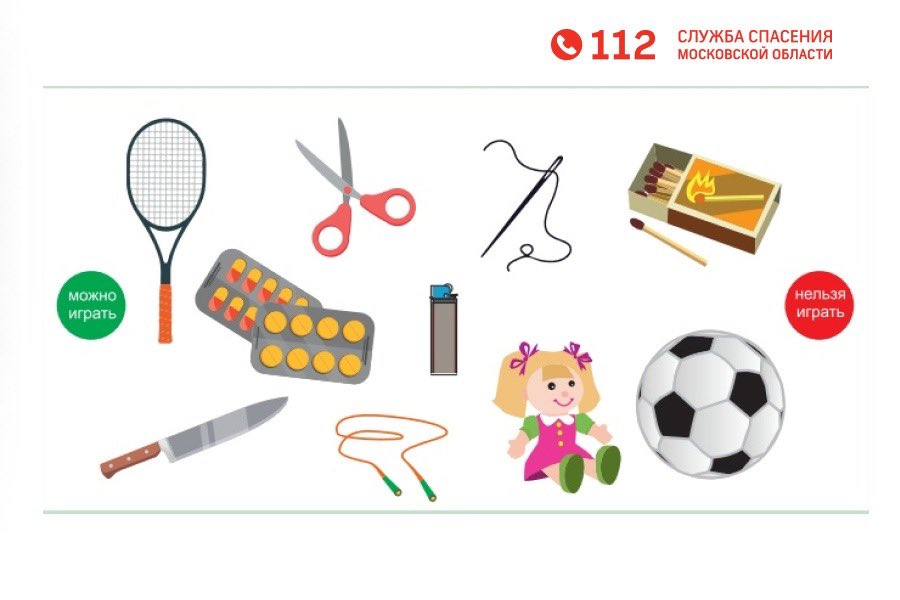 112
СЛУЖБА СПАСЕНИЯ
МОСКОВСКОЙ ОБЛАСТИ
можно
играть
нельзя
играть